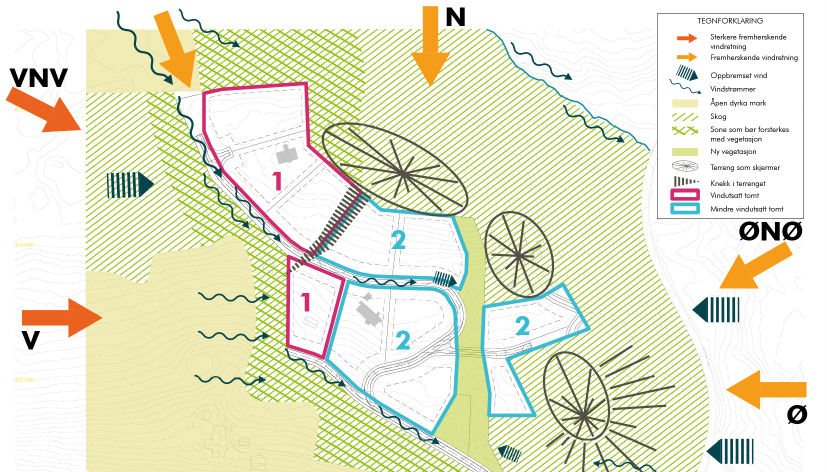 N
VNV
V
1
1
2
2
2
ØNØ
Ø
TEGNFORKLARING
Sterkere fremherskende
vindretning
Fremherskende vindretning
Oppbremset vind
Vindstrømmer
Åpen dyrka mark
Skog
Sone som bør forsterkes
med vegetasjon
Ny vegetasjon
Terreng som skjermer
Knekk i terrenget
Vindutsatt tomt
Mindre vindutsatt tomt